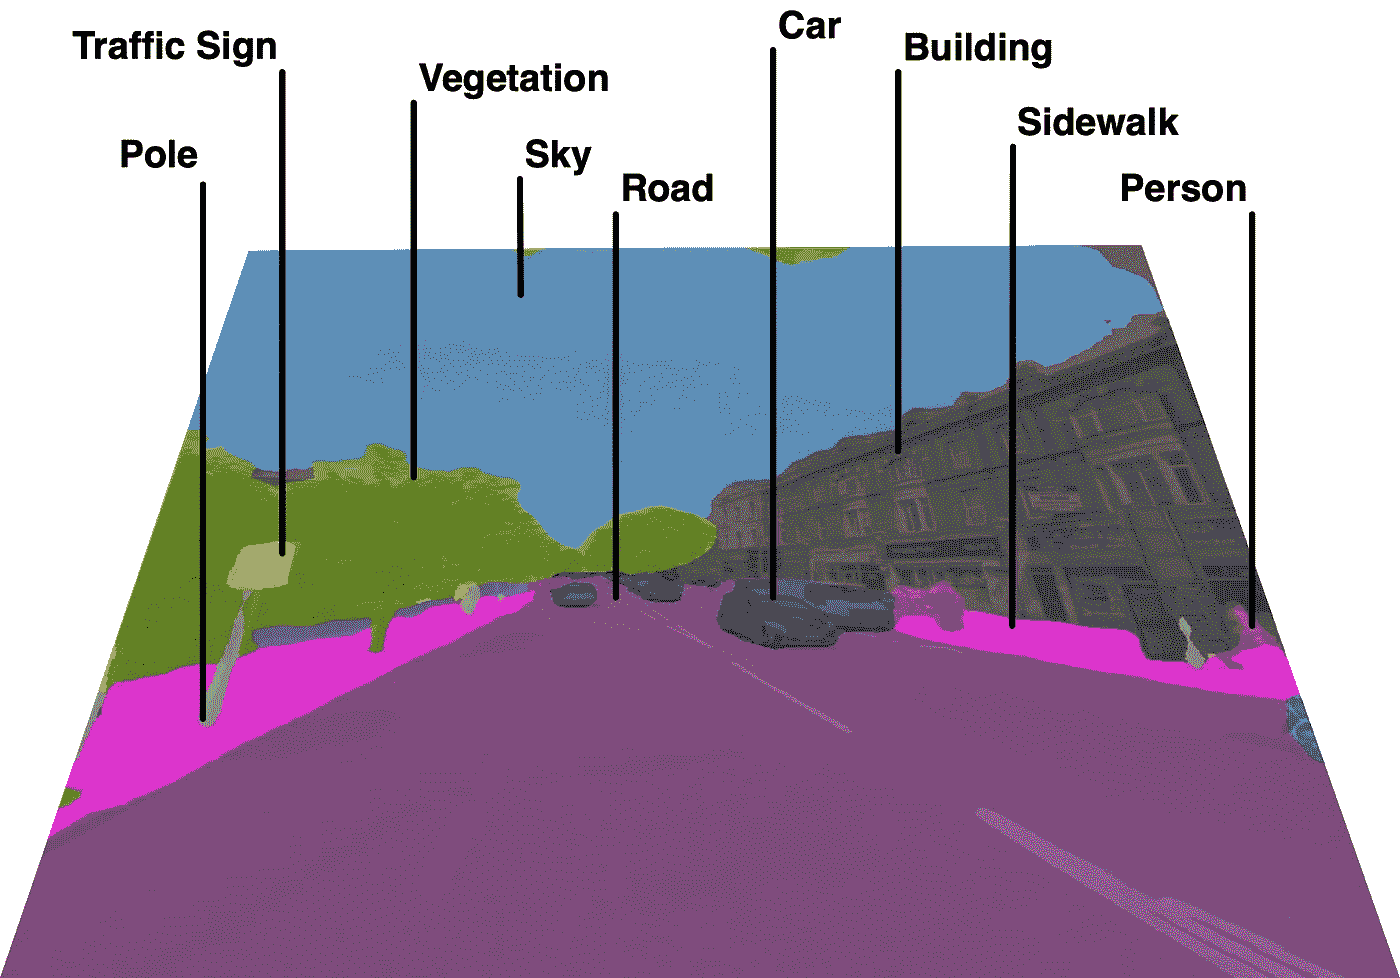 Car
Traffic Sign
Building
Vegetation
Sidewalk
Pole
Sky
Road
Person